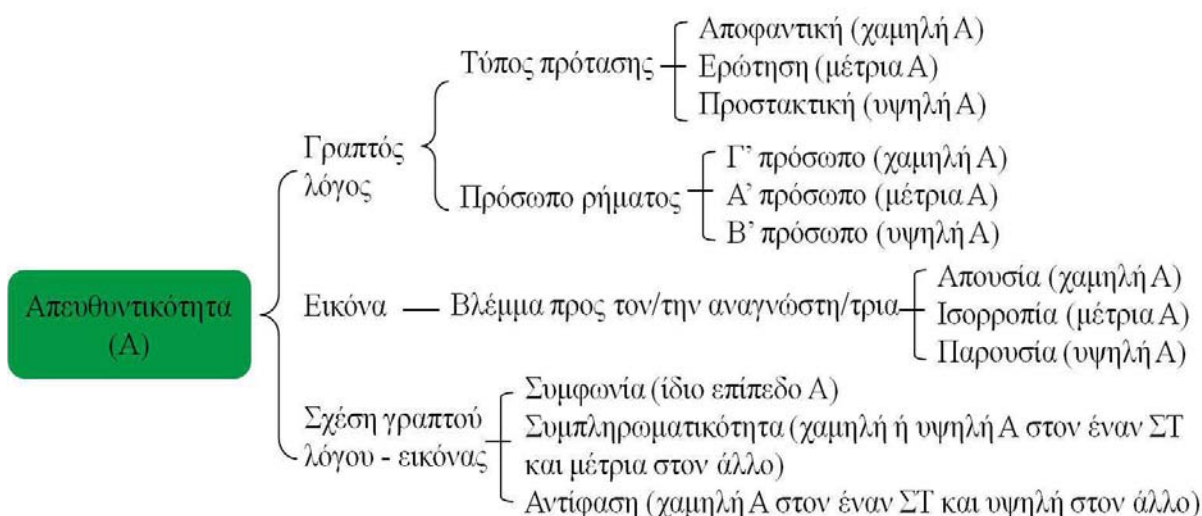 Απευθυντικότητα
(Α)
Γραπτός
λόγος
Τύπος πρότασης
Αποφαντική (χαμηλή Α)
Ερώτηση (μέτρια Α)
Προστακτική (υψηλή Α)
Πρόσωπο ρήματος
Γ’ πρόσωπο (χαμηλή Α)
Α’ πρόσωπο (μέτρια Α)
Β’ πρόσωπο (υψηλή Α)
Εικόνα
Βλέμμα προς τον/την αναγνώστη/τρια
Απουσία (χαμηλή Α)
Ισορροπία (μέτρια Α)
Παρουσία (υψηλή Α)
Σχέση γραπτού
λόγου - εικόνας
Συμφωνία (ίδιο επίπεδο Α)
Συμπληρωματικότητα (χαμηλή ή υψηλή Α στον έναν ΣΤ
και μέτρια στον άλλο)
Αντίφαση (χαμηλή Α στον έναν ΣΤ και υψηλή στον άλλο)